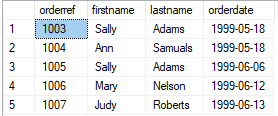 orderref firstname lastname orderdate
1 1003 Sally Adams 1999-05-18
2 1004 Ann Samuals 1999-05-18
3 1005 Sally Adams 1999-06-06
4 1006 Mary Nelson 1999-06-12
5 1007 Judy Roberts 1999-06-13